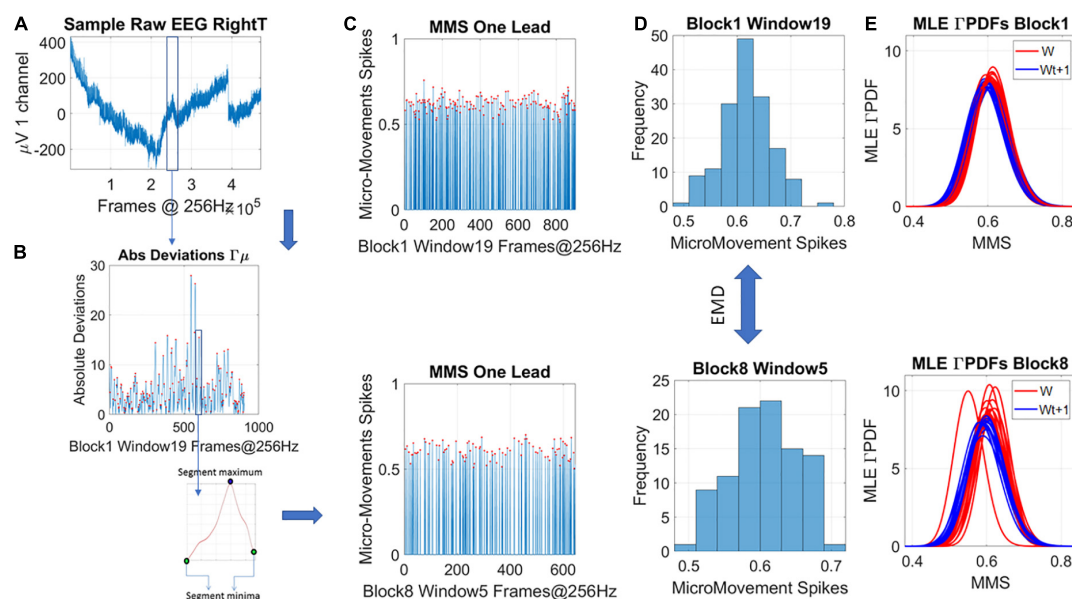 A
Sample Raw EEG RightT
μV 1 channel
400
200
0
-200
1 2 3 4
Frames @ 256Hz ×10^5
B
Abs Deviations Γμ
Absolute Deviations
30
20
10
0
0 5000 1000
Block1 Window19 Frames@256Hz
Segment maximum
Segment minima
C
MMS One Lead
Micro-Movements Spikes
1
0.5
0
0 200 400 600 800
Block1 Window19 Frames@256Hz
MMS One Lead
Micro-Movements Spikes
1
0.5
0
0 200 400 600
Block8 Window5 Frames@256Hz
D
Block1 Window19
Frequency
50
40
30
20
10
0
0.5 0.6 0.7 0.8
MicroMovement Spikes
EMD
Block8 Window5
Frequency
25
20
15
10
5
0
0.5 0.6 0.7
MicroMovement Spikes
E
MLE ΓPDFs Block1
MLE ΓPDF
10
5
0
0.4 0.6 0.8
MMS
W
Wt+1
MLE ΓPDFs Block8
MLE ΓPDF
10
5
0
0.4 0.6 0.8
MMS
W
Wt+1